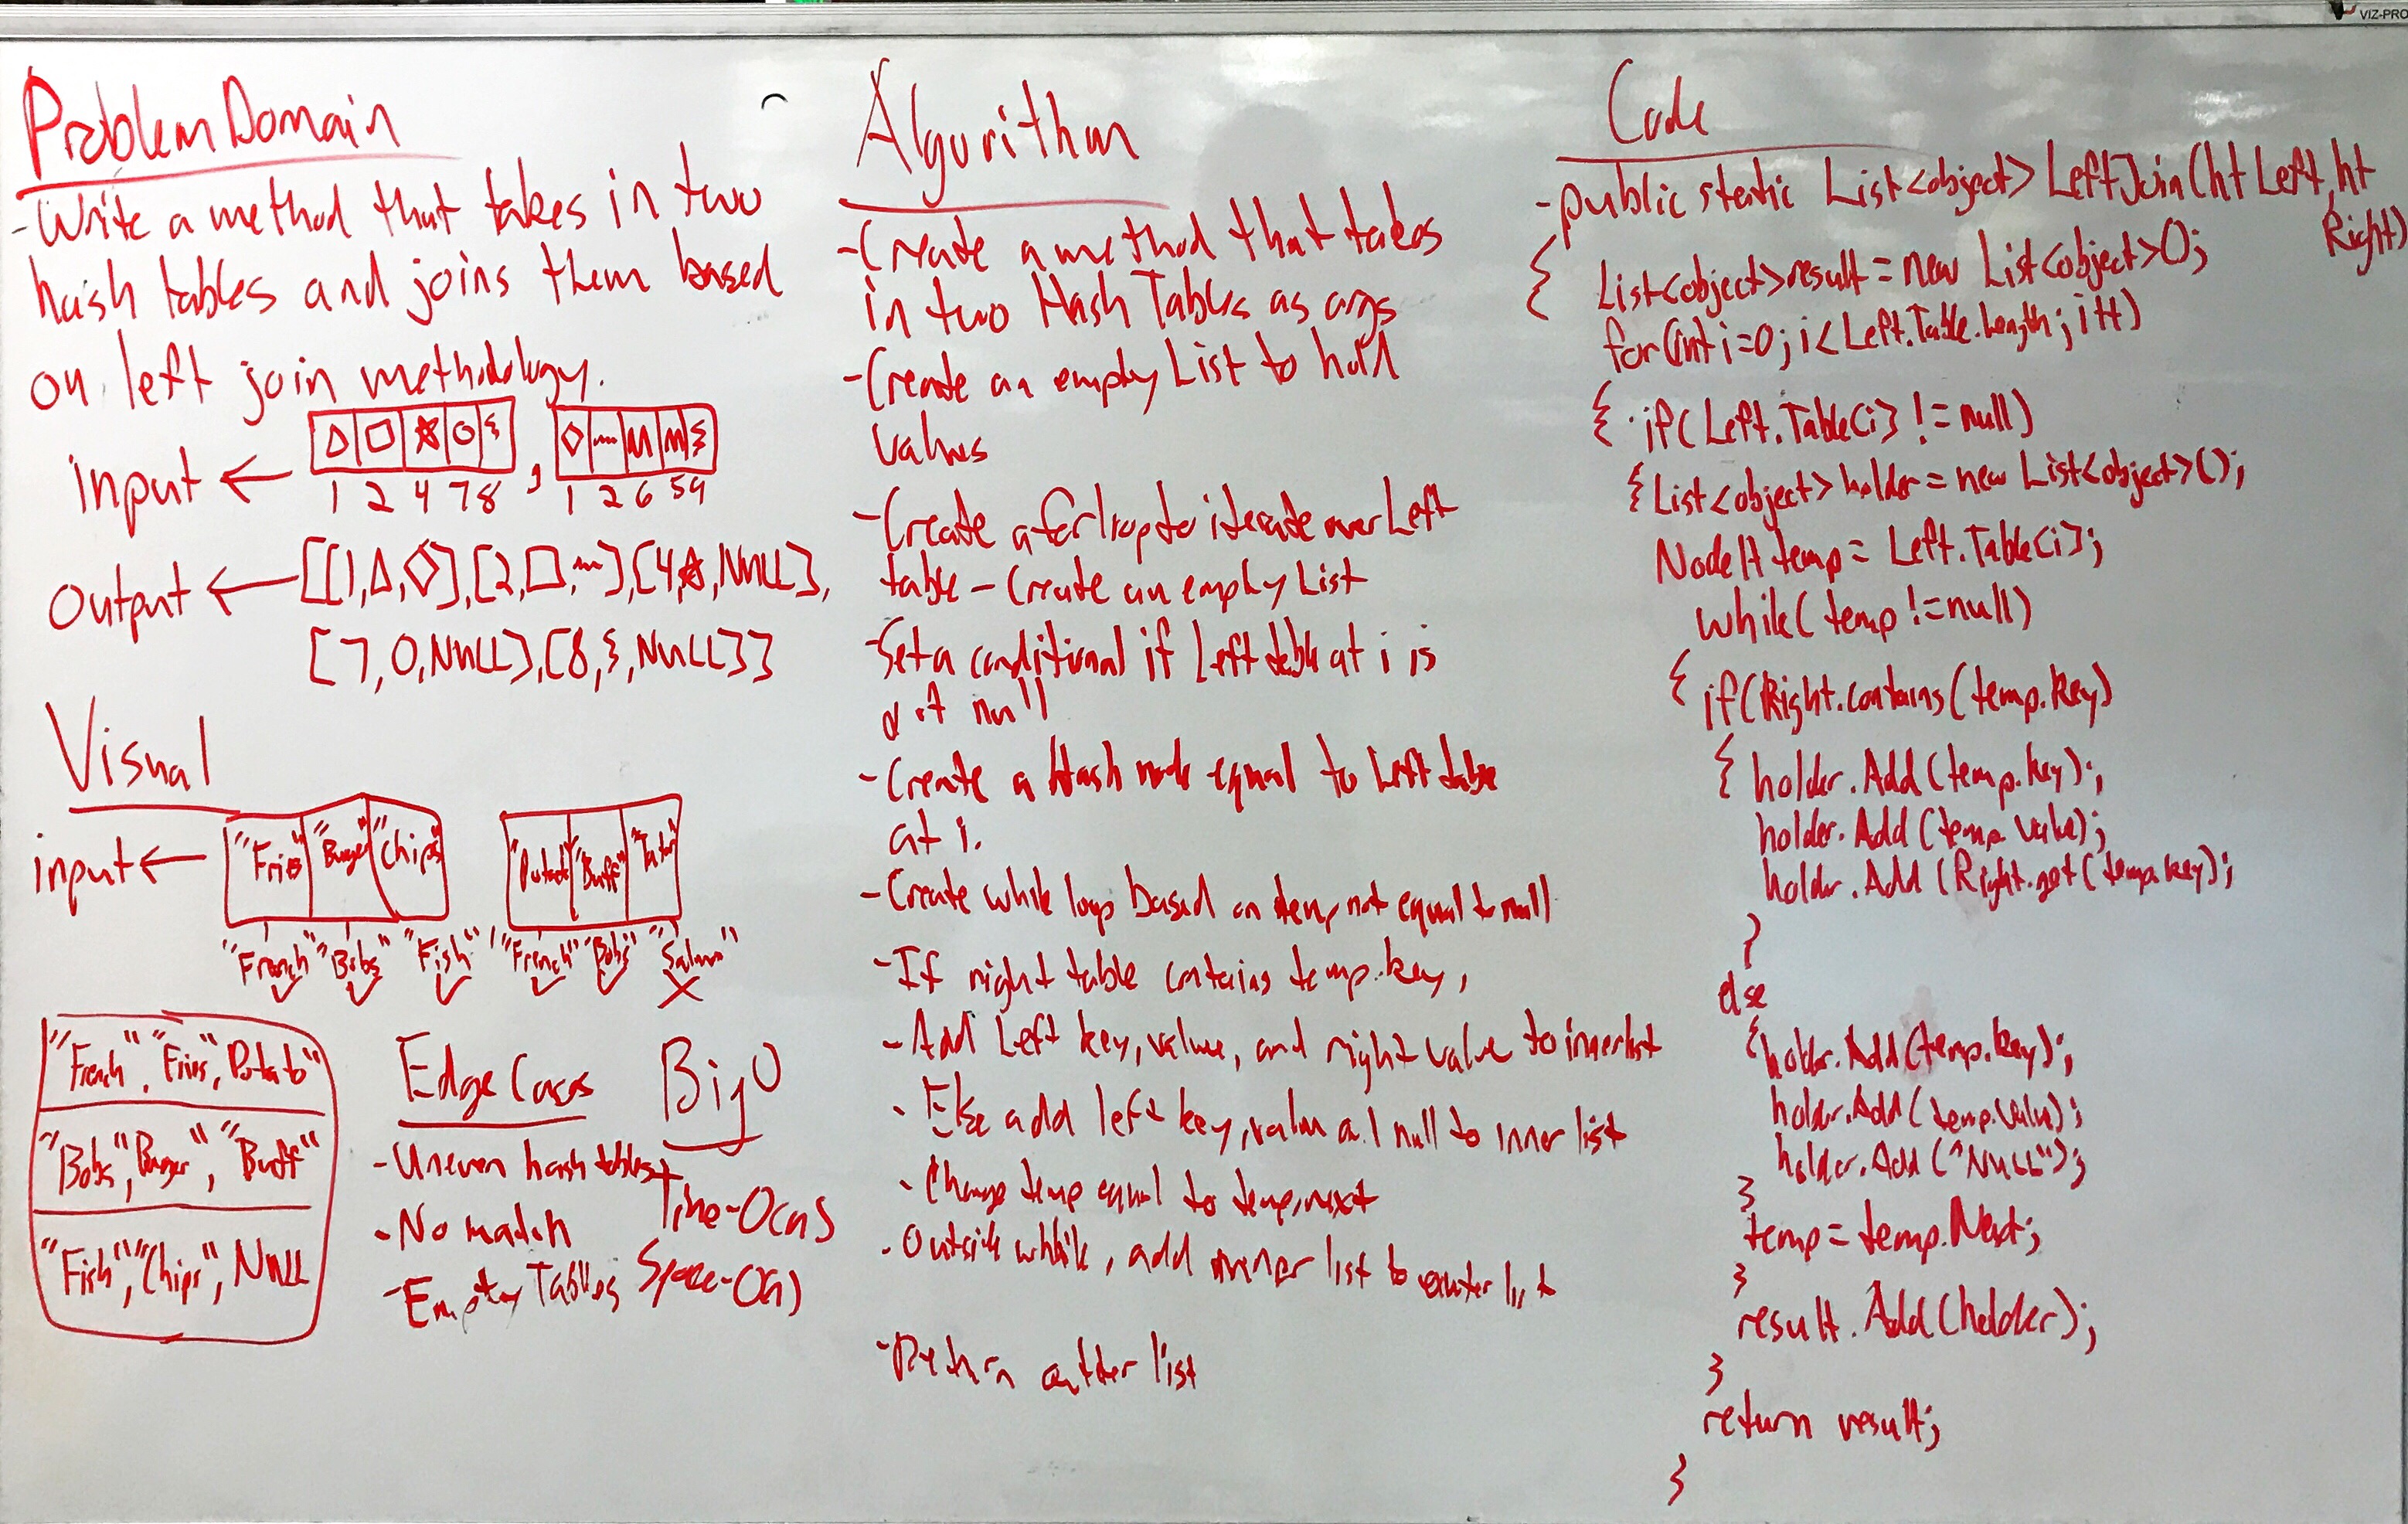 VIZ-PRO
Problem Domain
-Write a method that takes in two
hash tables and joins them based
on left join methodology.
input ←
1 2 4 7 8 , 1 2 6 5 9
Output ← [[1,△,◇],[2,□,~],[4,☆,NULL],
[7,O,NULL],[8,ξ,NULL]]
Visual
input ←
"Fries" "Burger" "Chips" "Potato" "Buff"
"French" "Bobs" "Fish" , "French" "Bobs" "Salmon"
"French", "Fries", Potato"
"Bobs", Burger", "Buff"
"Fish", "Chips", NULL
Edge Cases
-Uneven hash tables
-No match
-Empty Tables
Big O
Time-O(n)
Space-O(n)
Algorithm
-Create a method that takes
in two Hash Tables as args
-Create an empty List to hold
values
-Create a for loop to iterate over Left
table - Create an empty List
-Set a conditional if Left table at i is
not null
-Create a Hash node equal to Left table
at i.
-Create while loop based on temp not equal to null
-If right table contains temp.key,
-Add Left key, value, and right value to inner list
- Else add left key, value and null to inner list
- Change temp equal to temp.next
- Outside while, add inner list to outer list
-Return outter list
Code
-public static List<object> LeftJoin(ht Left, ht
Right)
{ List<object> result = new List<object>();
for(int i=0; i< Left.Table.Length; i++)
{ if( Left.Table[i] != null)
{ List<object> holder = new List<object>();
NodeH temp = Left.Table[i];
while( temp != null)
{ if(Right.contains(temp.key)
{ holder.Add(temp.key);
holder.Add(temp.value);
holder.Add(Right.get(temp.key);
}
else
{ holder.Add(temp.key);
holder.Add(temp.value);
holder.Add("NULL");
}
temp = temp.Next;
}
result.Add(holder);
}
return result;
}